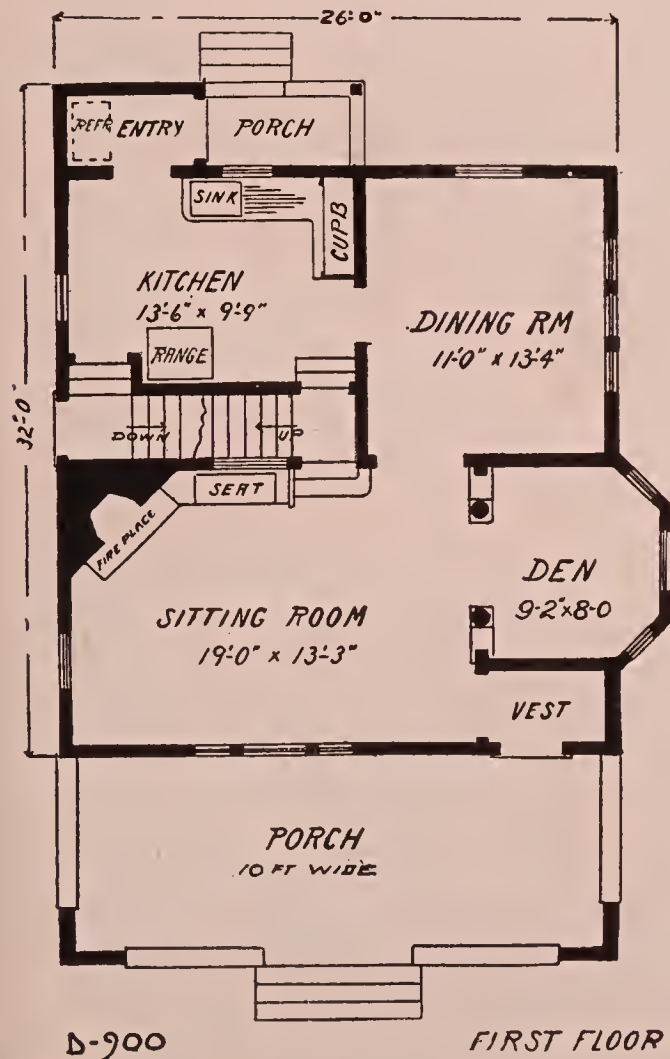 26'-0"
REFR ENTRY PORCH
SINK
CUPB
KITCHEN
13'-6" x 9'-9"
DINING RM
11'-0" x 13'-4"
RANGE
32'-0"
DOWN UP
SEAT
FIRE PLACE
DEN
9-2"x8-0
SITTING ROOM
19'-0" x 13'-3"
VEST
PORCH
10 FT WIDE
D-900 FIRST FLOOR